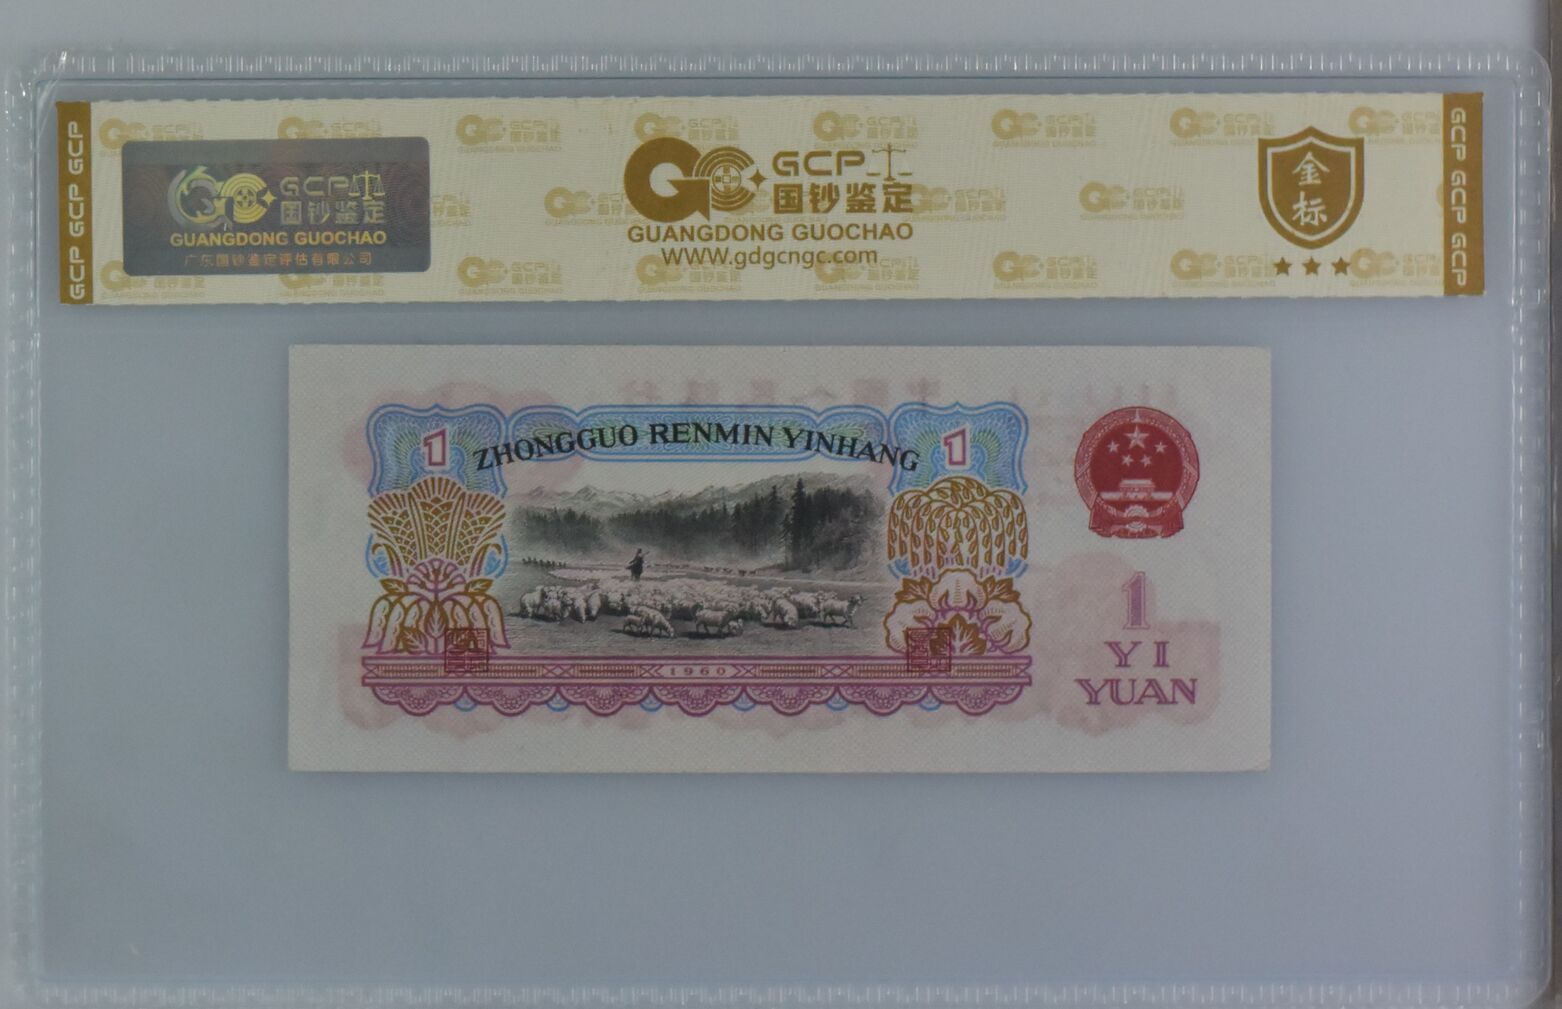 GCP GCP GCP
GCP
国钞鉴定
GUANGDONG GUOCHAO
广东国钞鉴定评估有限公司
GCP
国钞鉴定
GUANGDONG GUOCHAO
www.gdgcngc.com
金标
GCP GCP GCP
ZHONGGUO RENMIN YINHANG
1
1
1960
1
YI
YUAN